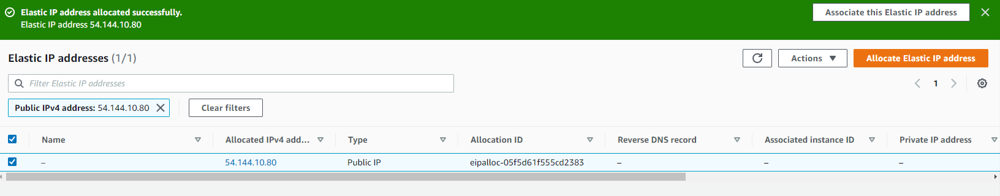 Elastic IP address allocated successfully.
Elastic IP address 54.144.10.80
Associate this Elastic IP address
Elastic IP addresses (1/1)
Actions
Allocate Elastic IP address
Filter Elastic IP addresses
1
Public IPv4 address: 54.144.10.80
Clear filters
Name Allocated IPv4 add... Type Allocation ID Reverse DNS record Associated instance ID Private IP address
– 54.144.10.80 Public IP eipalloc-05f5d61f555cd2383 – – –